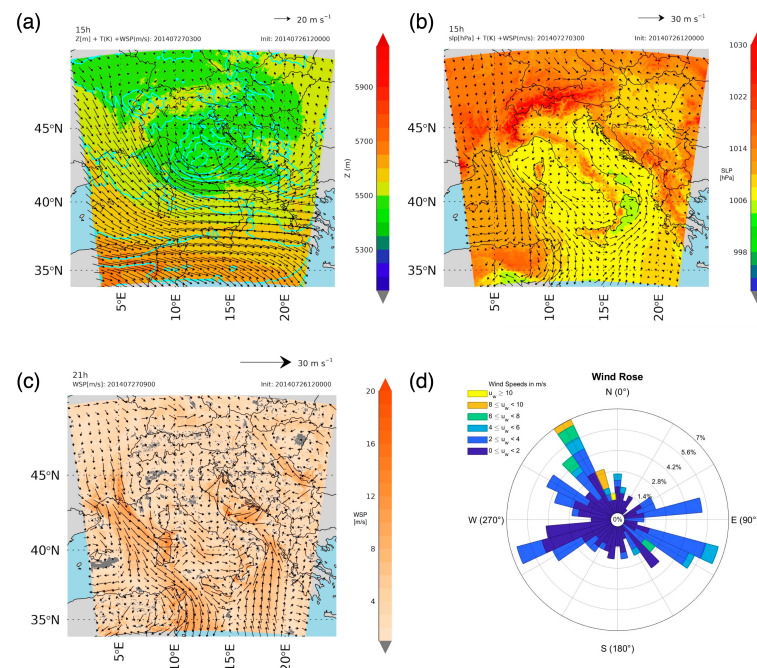 (a)
20 m s⁻¹
15h
Z[m] + T(K) +WSP(m/s): 201407270300
Init: 20140726120000
45°N
40°N
35°N
5°E
10°E
15°E
20°E
5900
5700
5500
5300
Z (m)
(b)
30 m s⁻¹
15h
slp[hPa] + T(K) +WSP(m/s): 201407270300
Init: 20140726120000
45°N
40°N
35°N
5°E
10°E
15°E
20°E
1030
1022
1014
1006
998
SLP
[hPa]
(c)
30 m s⁻¹
21h
WSP[m/s]: 201407270900
Init: 20140726120000
45°N
40°N
35°N
5°E
10°E
15°E
20°E
20
16
12
8
4
WSP
[m/s]
(d)
Wind Rose
Wind Speeds in m/s
u_w ≥ 10
8 ≤ u_w < 10
6 ≤ u_w < 8
4 ≤ u_w < 6
2 ≤ u_w < 4
0 ≤ u_w < 2
N (0°)
7%
5.6%
4.2%
2.8%
1.4%
0%
W (270°)
E (90°
S (180°)